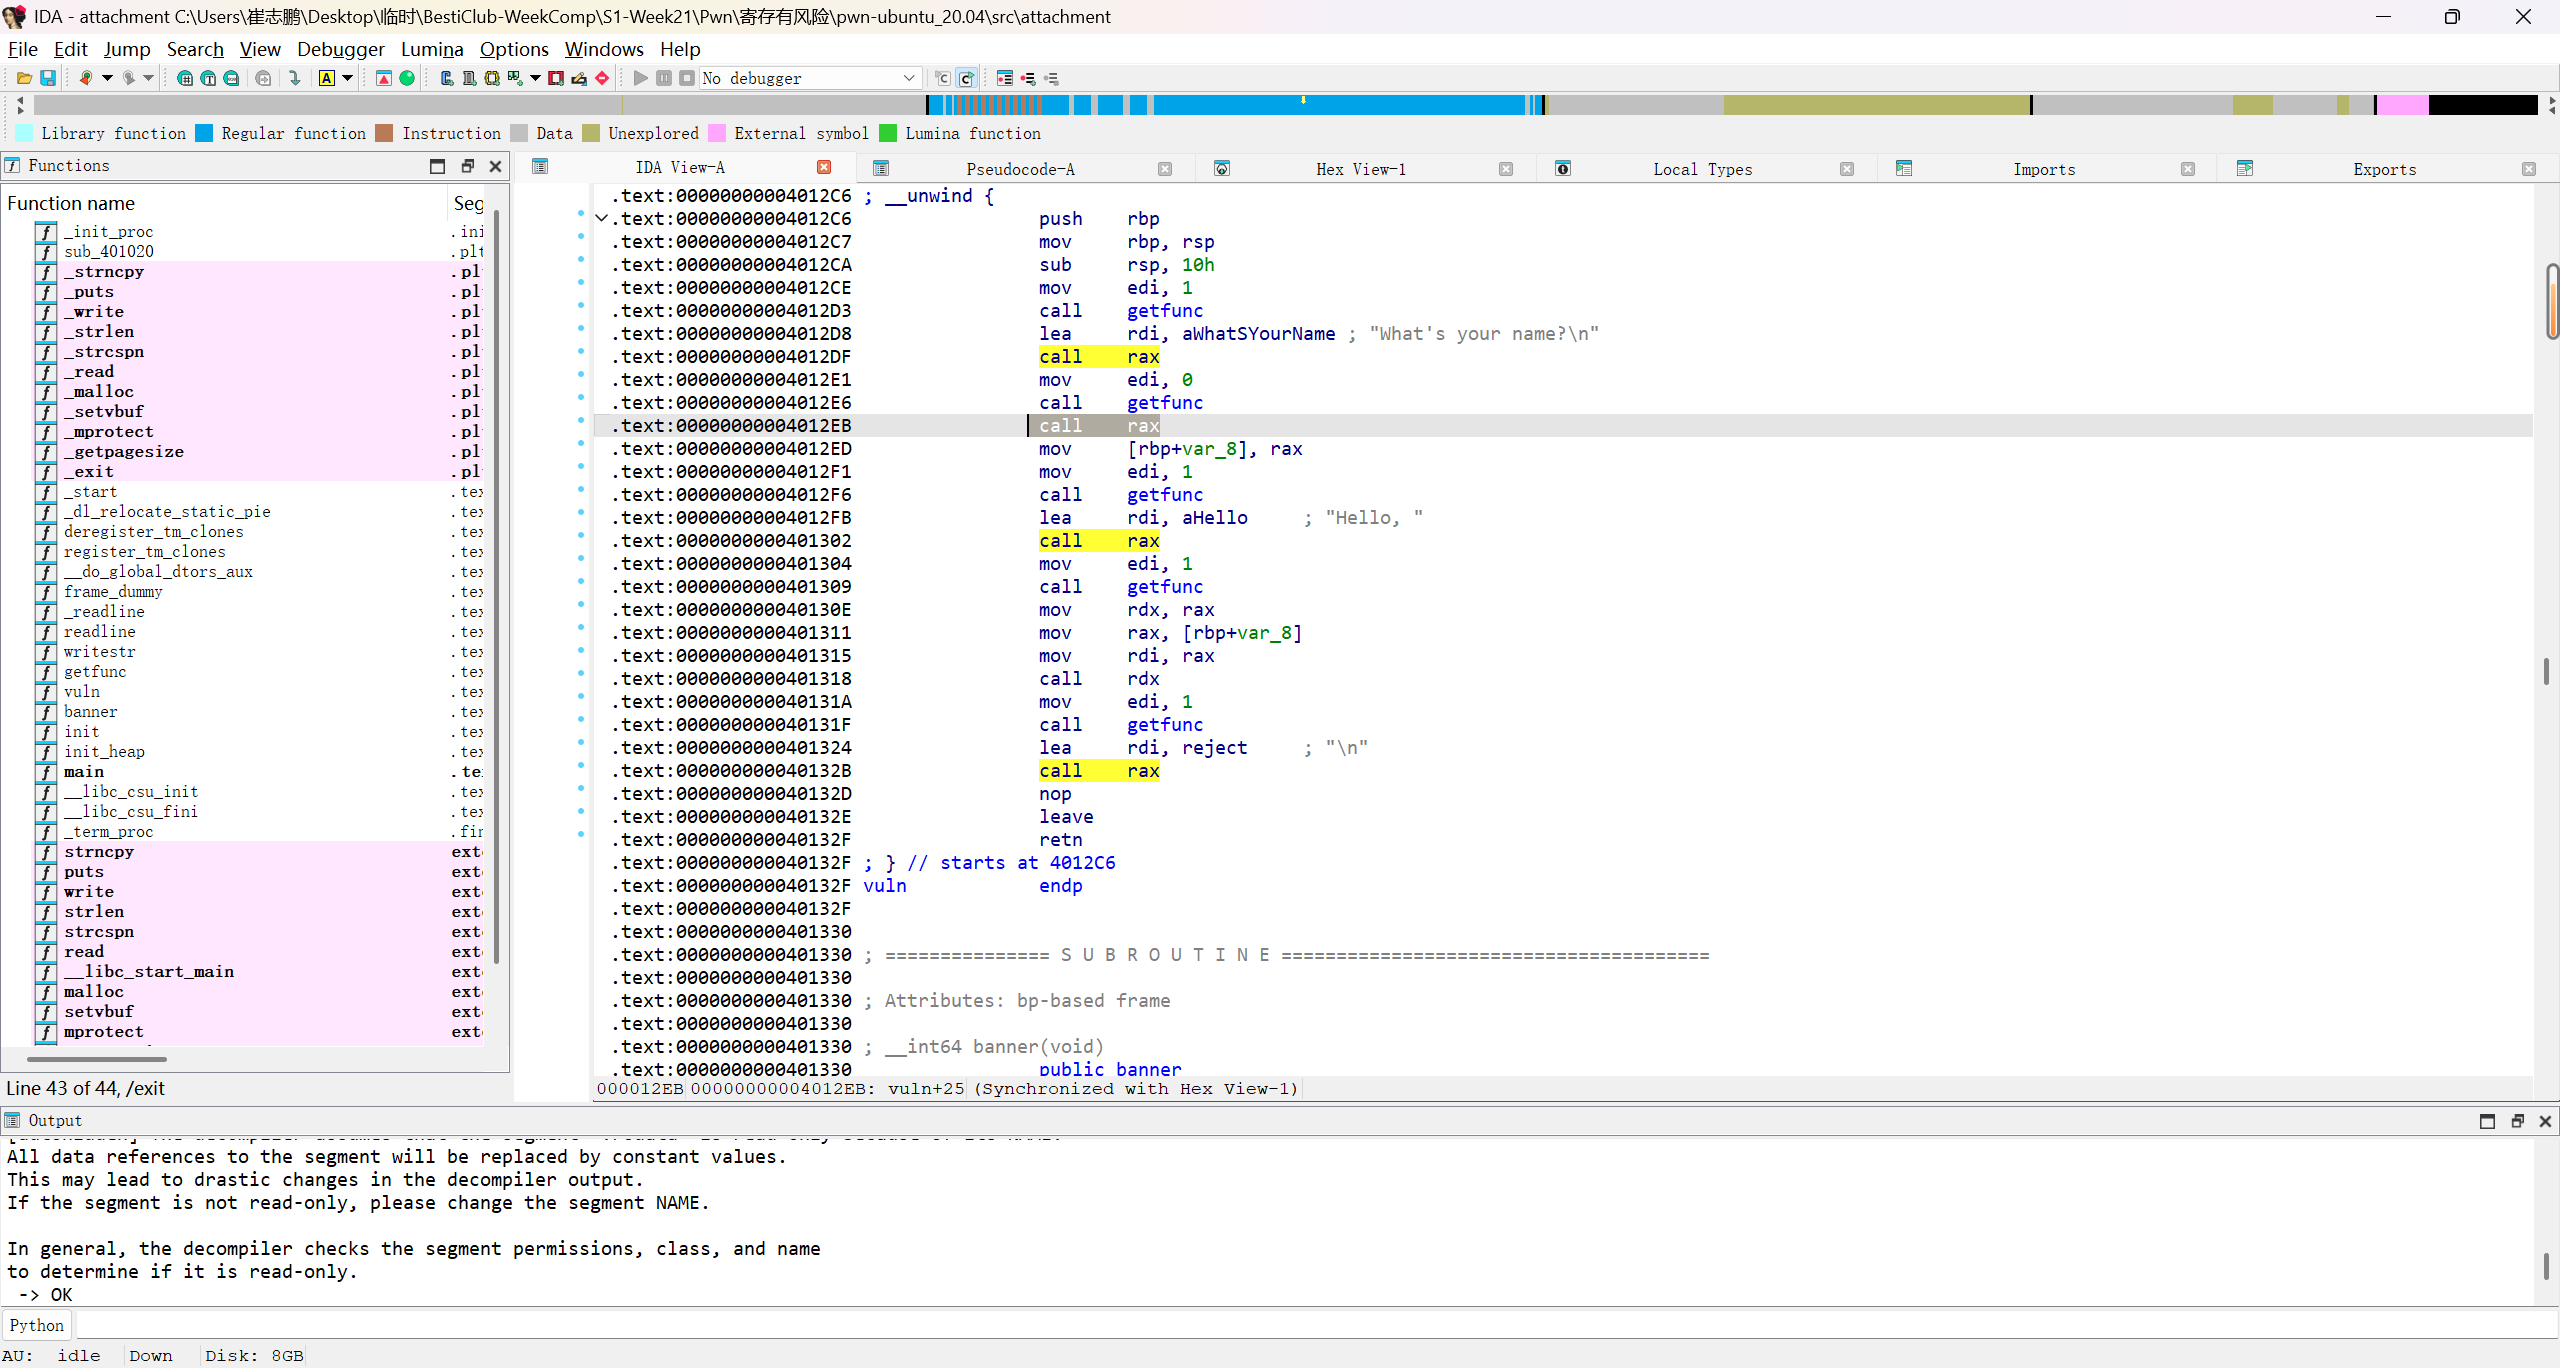 IDA - attachment C:\Users\崔志鹏\Desktop\临时\BestiClub-WeekComp\S1-Week21\Pwn\寄存有风险\pwn-ubuntu_20.04\src\attachment
File Edit Jump Search View Debugger Lumina Options Windows Help
No debugger
Library function Regular function Instruction Data Unexplored External symbol Lumina function
Functions
Function name Seg
_init_proc .ini
sub_401020 .plt
_strncpy .pl
_puts .pl
_write .pl
_strlen .pl
_strcspn .pl
_read .pl
_malloc .pl
_setvbuf .pl
_mprotect .pl
_getpagesize .pl
_exit .pl
_start .tex
_dl_relocate_static_pie .tex
deregister_tm_clones .tex
register_tm_clones .tex
__do_global_dtors_aux .tex
frame_dummy .tex
_readline .tex
readline .tex
writestr .tex
getfunc .tex
vuln .tex
banner .tex
init .tex
init_heap .tex
main .te
__libc_csu_init .tex
__libc_csu_fini .tex
_term_proc .fin
strncpy ext
puts ext
write ext
strlen ext
strcspn ext
read ext
__libc_start_main ext
malloc ext
setvbuf ext
mprotect ext
Line 43 of 44, /exit
IDA View-A Pseudocode-A Hex View-1 Local Types Imports Exports
.text:00000000004012C6 ; __unwind {
.text:00000000004012C6 push rbp
.text:00000000004012C7 mov rbp, rsp
.text:00000000004012CA sub rsp, 10h
.text:00000000004012CE mov edi, 1
.text:00000000004012D3 call getfunc
.text:00000000004012D8 lea rdi, aWhatSYourName ; "What's your name?\n"
.text:00000000004012DF call rax
.text:00000000004012E1 mov edi, 0
.text:00000000004012E6 call getfunc
.text:00000000004012EB call rax
.text:00000000004012ED mov [rbp+var_8], rax
.text:00000000004012F1 mov edi, 1
.text:00000000004012F6 call getfunc
.text:00000000004012FB lea rdi, aHello ; "Hello, "
.text:0000000000401302 call rax
.text:0000000000401304 mov edi, 1
.text:0000000000401309 call getfunc
.text:000000000040130E mov rdx, rax
.text:0000000000401311 mov rax, [rbp+var_8]
.text:0000000000401315 mov rdi, rax
.text:0000000000401318 call rdx
.text:000000000040131A mov edi, 1
.text:000000000040131F call getfunc
.text:0000000000401324 lea rdi, reject ; "\n"
.text:000000000040132B call rax
.text:000000000040132D nop
.text:000000000040132E leave
.text:000000000040132F retn
.text:000000000040132F ; } // starts at 4012C6
.text:000000000040132F vuln endp
.text:000000000040132F
.text:0000000000401330
.text:0000000000401330 ; =============== S U B R O U T I N E =======================================
.text:0000000000401330
.text:0000000000401330 ; Attributes: bp-based frame
.text:0000000000401330
.text:0000000000401330 ; __int64 banner(void)
.text:0000000000401330 public banner
000012EB 00000000004012EB: vuln+25 (Synchronized with Hex View-1)
Output
All data references to the segment will be replaced by constant values.
This may lead to drastic changes in the decompiler output.
If the segment is not read-only, please change the segment NAME.
In general, the decompiler checks the segment permissions, class, and name
to determine if it is read-only.
-> OK
Python
AU: idle Down Disk: 8GB